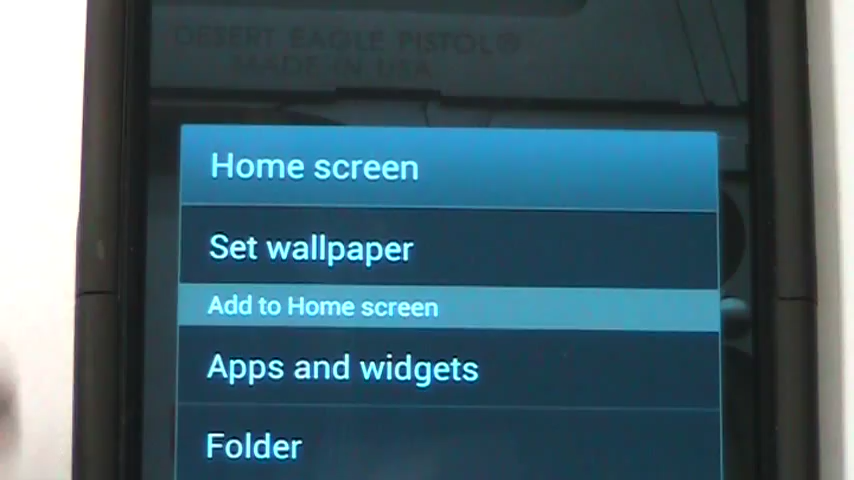 DESERT EAGLE PISTOL®
MADE IN USA
Home screen
Set wallpaper
Add to Home screen
Apps and widgets
Folder